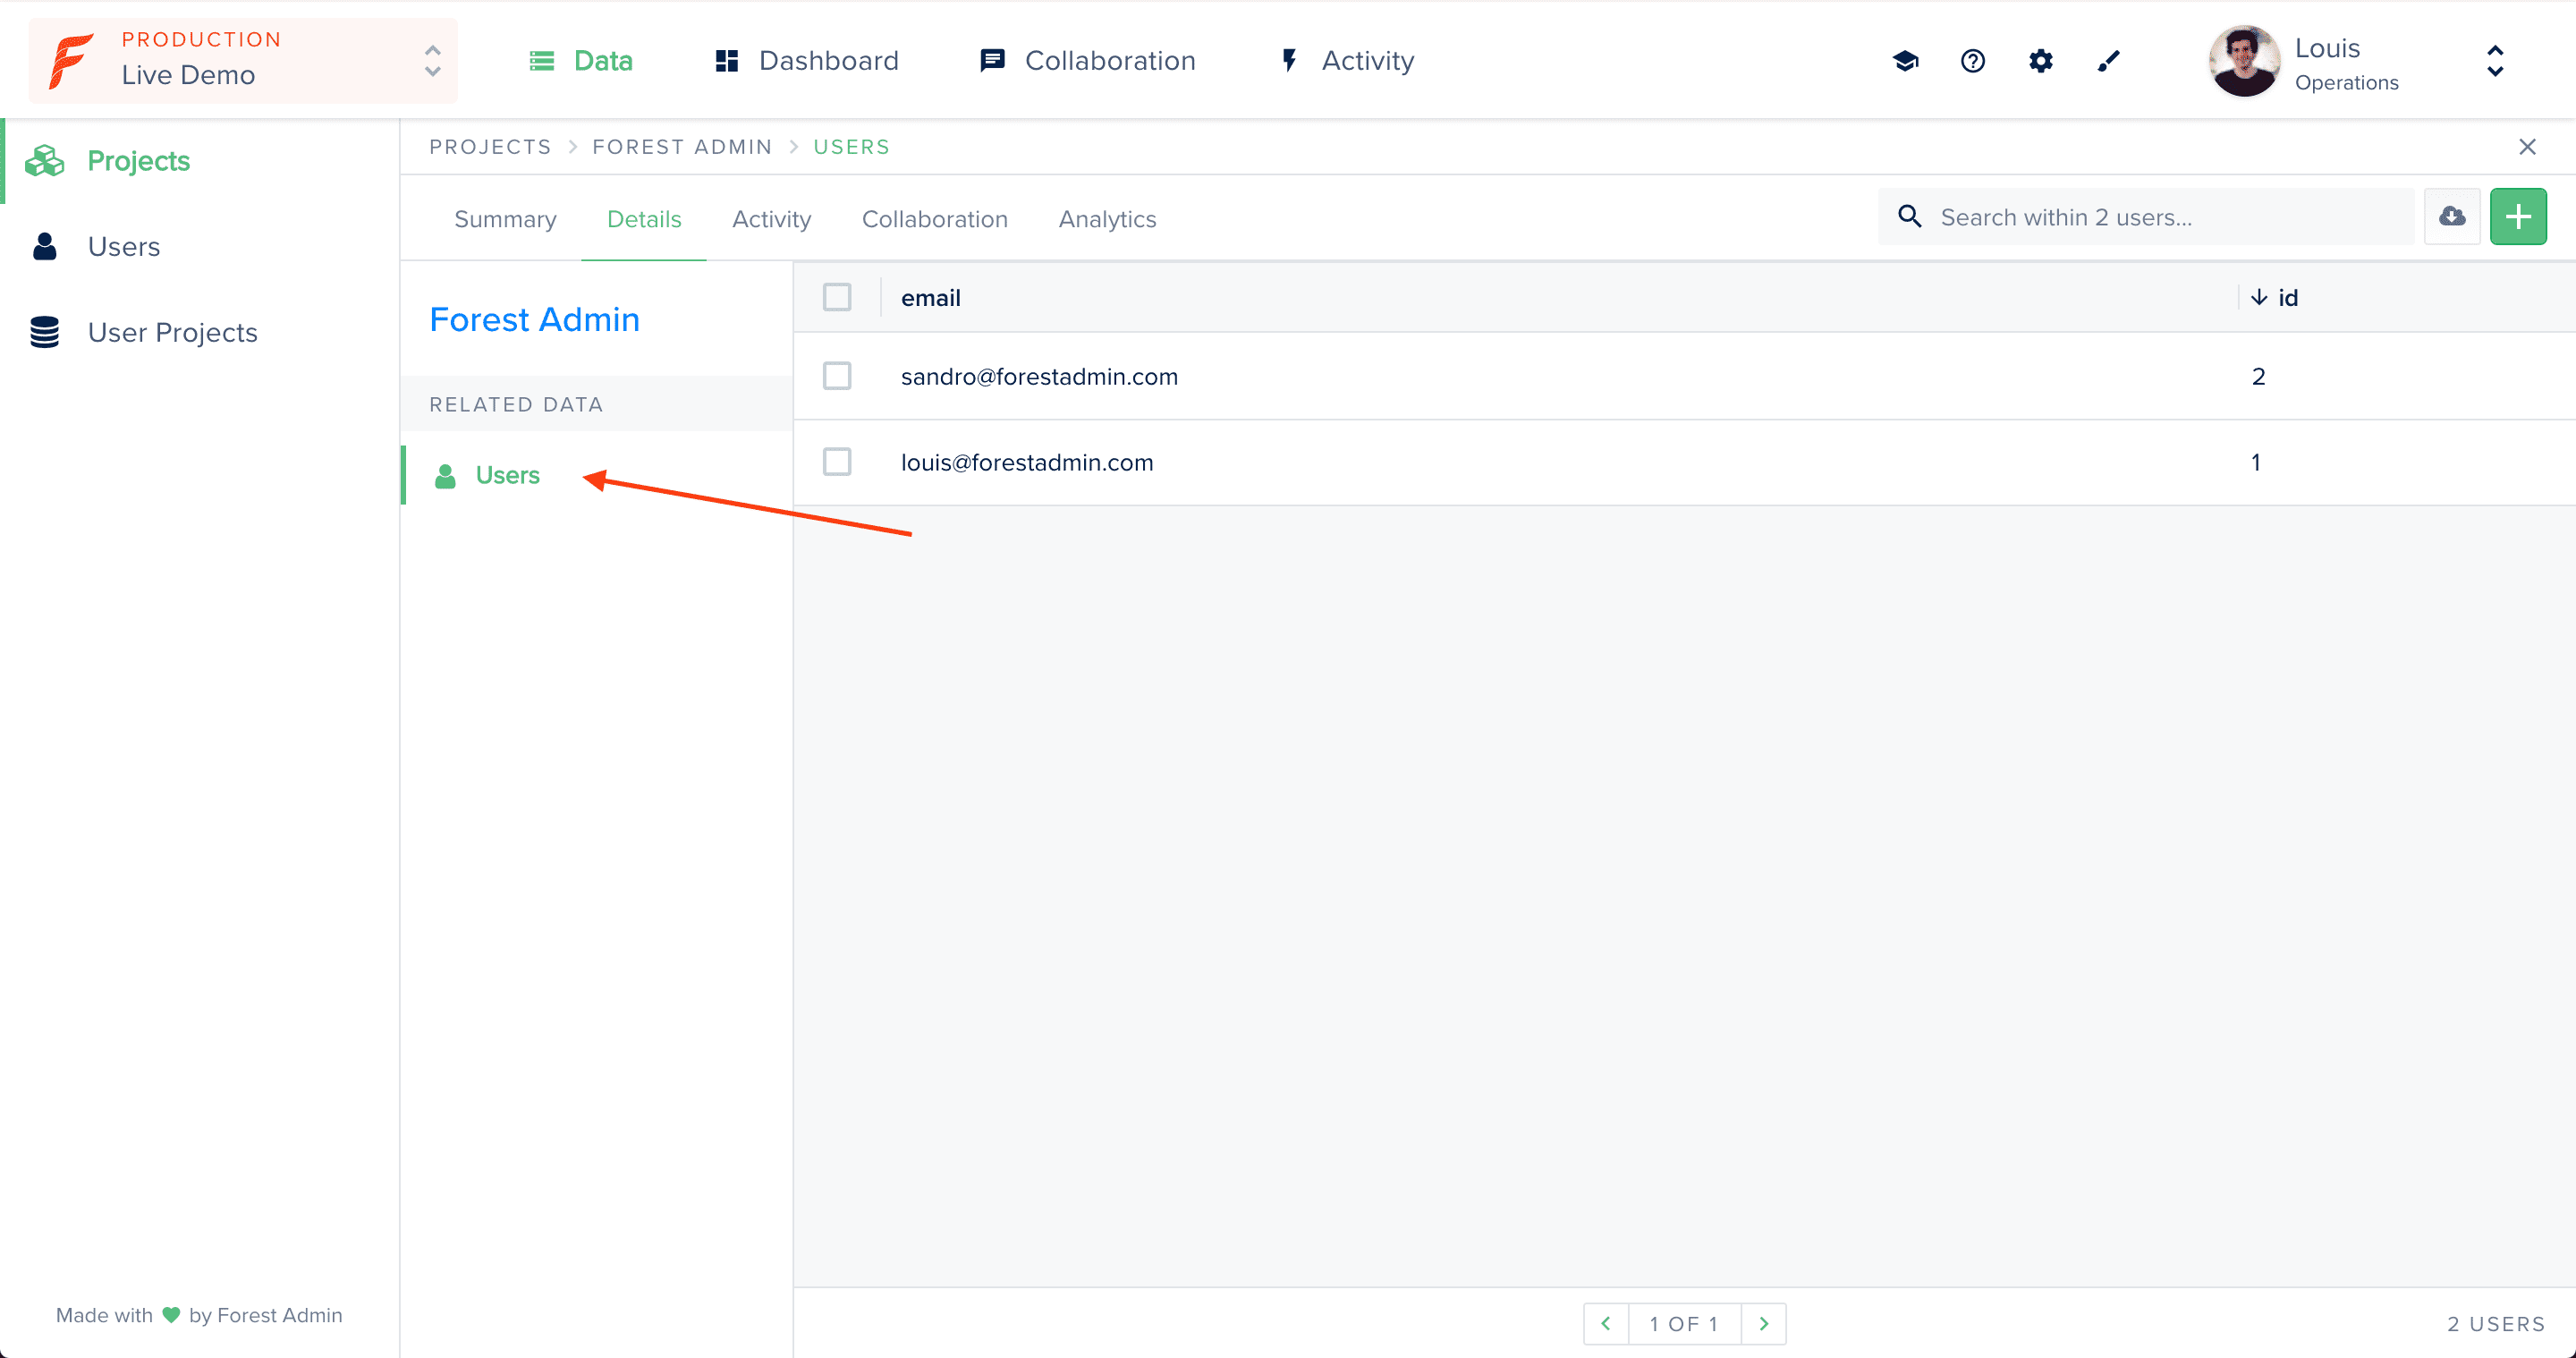 PRODUCTION
Live Demo
Data
Dashboard
Collaboration
Activity
Louis
Operations
Projects
Users
User Projects
PROJECTS > FOREST ADMIN > USERS
Summary
Details
Activity
Collaboration
Analytics
Search within 2 users...
Forest Admin
RELATED DATA
Users
email
id
sandro@forestadmin.com
2
louis@forestadmin.com
1
Made with by Forest Admin
1 OF 1
2 USERS